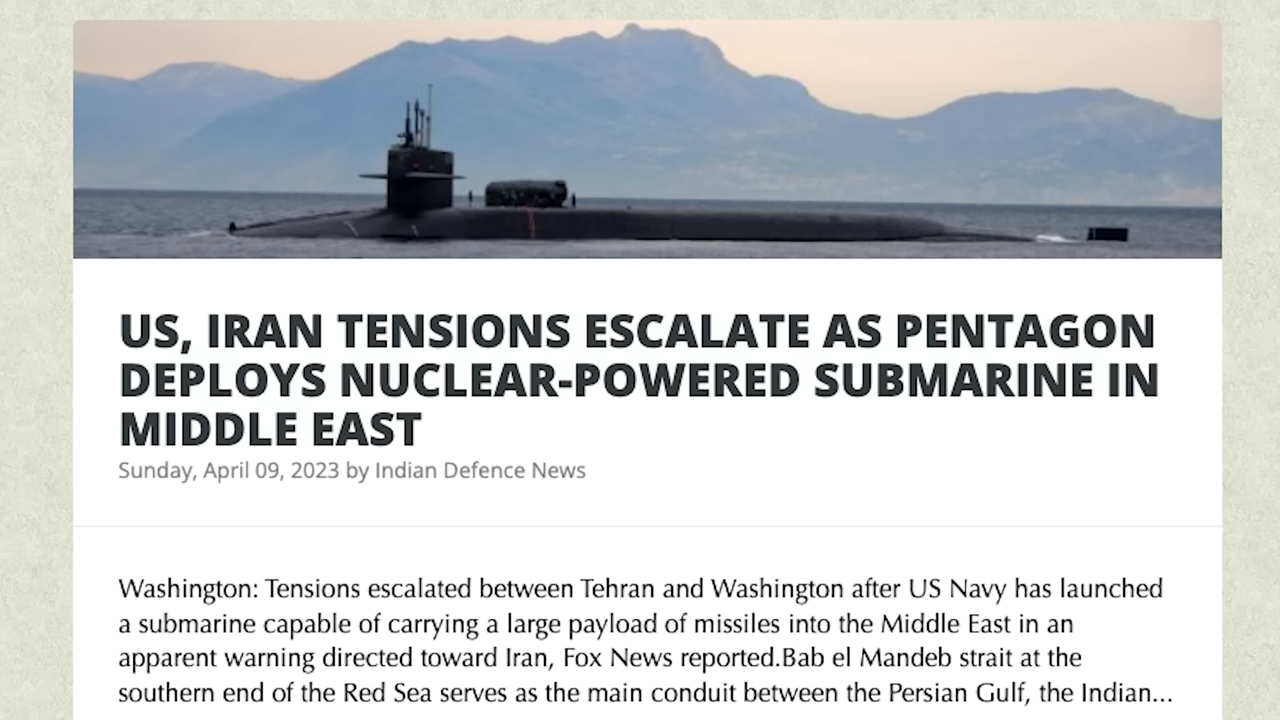 US, IRAN TENSIONS ESCALATE AS PENTAGON
DEPLOYS NUCLEAR-POWERED SUBMARINE IN
MIDDLE EAST
Sunday, April 09, 2023 by Indian Defence News
Washington: Tensions escalated between Tehran and Washington after US Navy has launched
a submarine capable of carrying a large payload of missiles into the Middle East in an
apparent warning directed toward Iran, Fox News reported.Bab el Mandeb strait at the
southern end of the Red Sea serves as the main conduit between the Persian Gulf, the Indian...